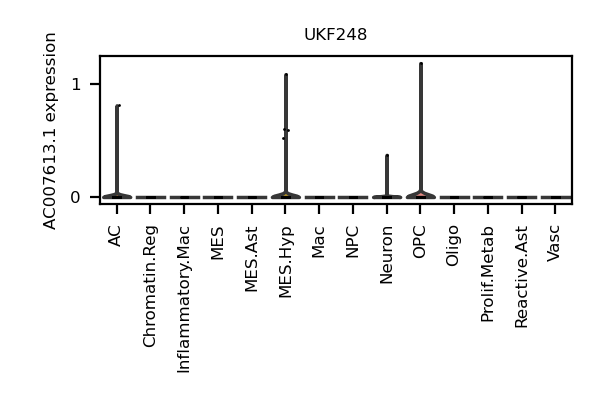 UKF248
AC007613.1 expression
1
0
AC
Chromatin.Reg
Inflammatory.Mac
MES
MES.Ast
MES.Hyp
Mac
NPC
Neuron
OPC
Oligo
Prolif.Metab
Reactive.Ast
Vasc